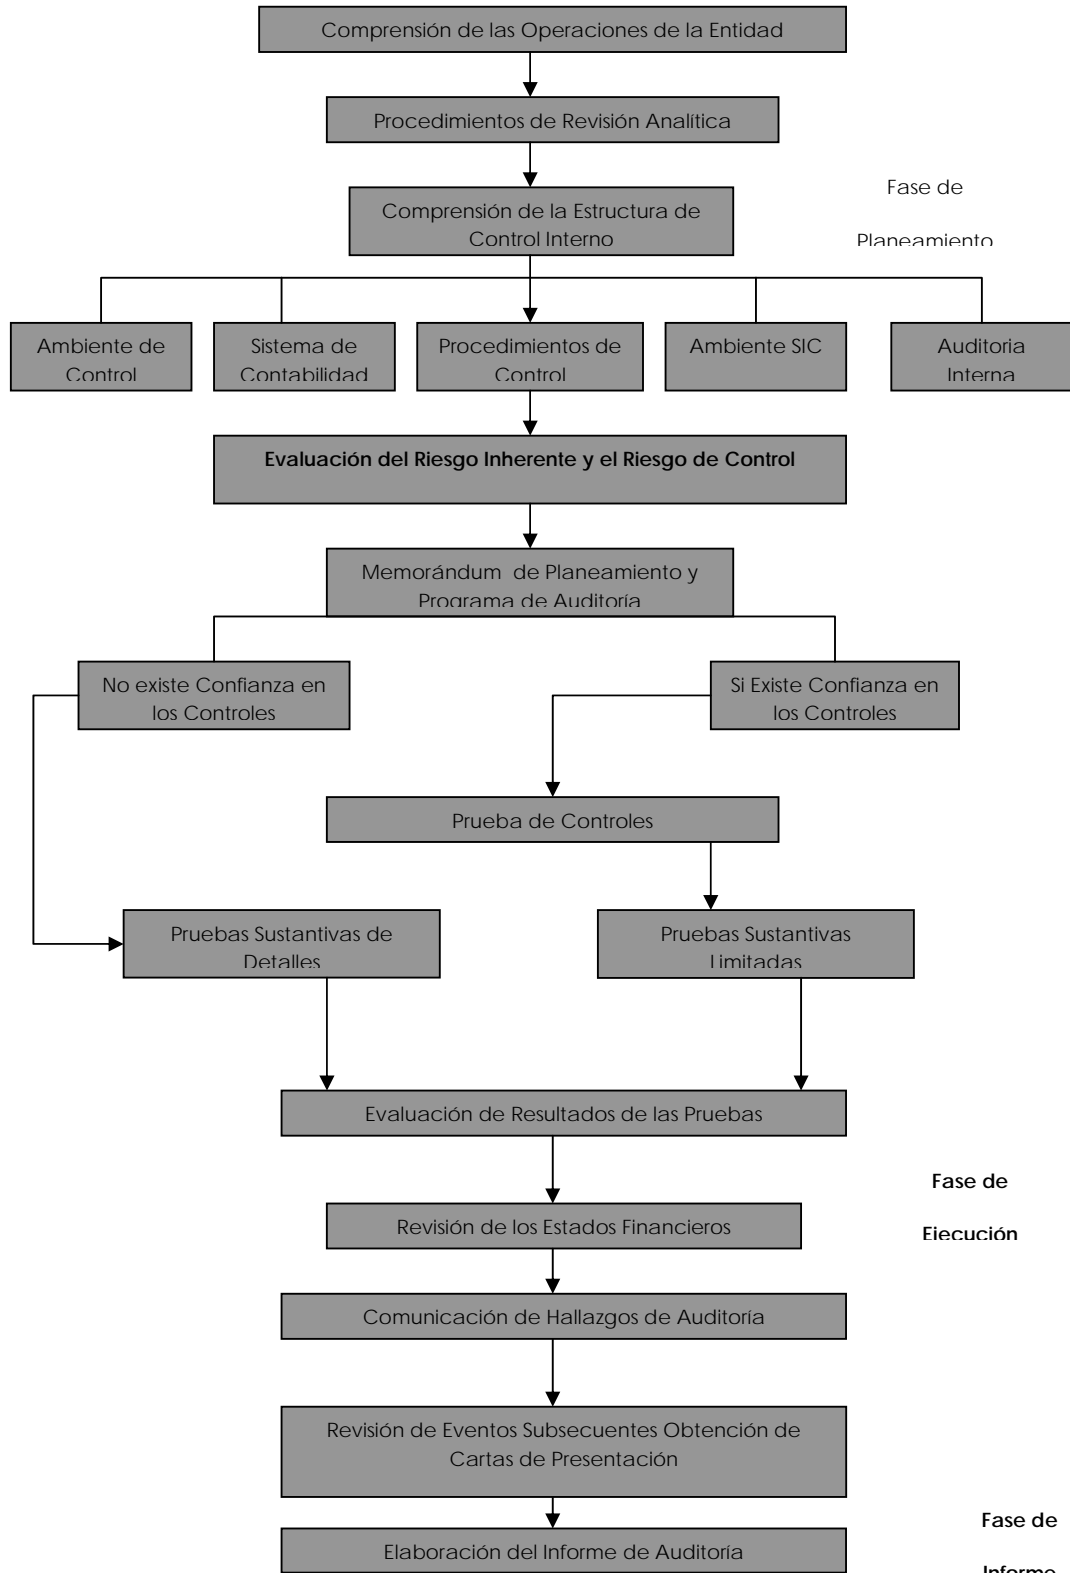 Comprensión de las Operaciones de la Entidad
Procedimientos de Revisión Analítica
Comprensión de la Estructura de
Control Interno
Fase de
Planeamiento
Ambiente de
Control
Sistema de
Contabilidad
Procedimientos de
Control
Ambiente SIC
Auditoria
Interna
Evaluación del Riesgo Inherente y el Riesgo de Control
Memorándum de Planeamiento y
Programa de Auditoría
No existe Confianza en
los Controles
Si Existe Confianza en
los Controles
Prueba de Controles
Pruebas Sustantivas de
Detalles
Pruebas Sustantivas
Limitadas
Evaluación de Resultados de las Pruebas
Fase de
Ejecución
Revisión de los Estados Financieros
Comunicación de Hallazgos de Auditoría
Revisión de Eventos Subsecuentes Obtención de
Cartas de Presentación
Fase de
Informe
Elaboración del Informe de Auditoría